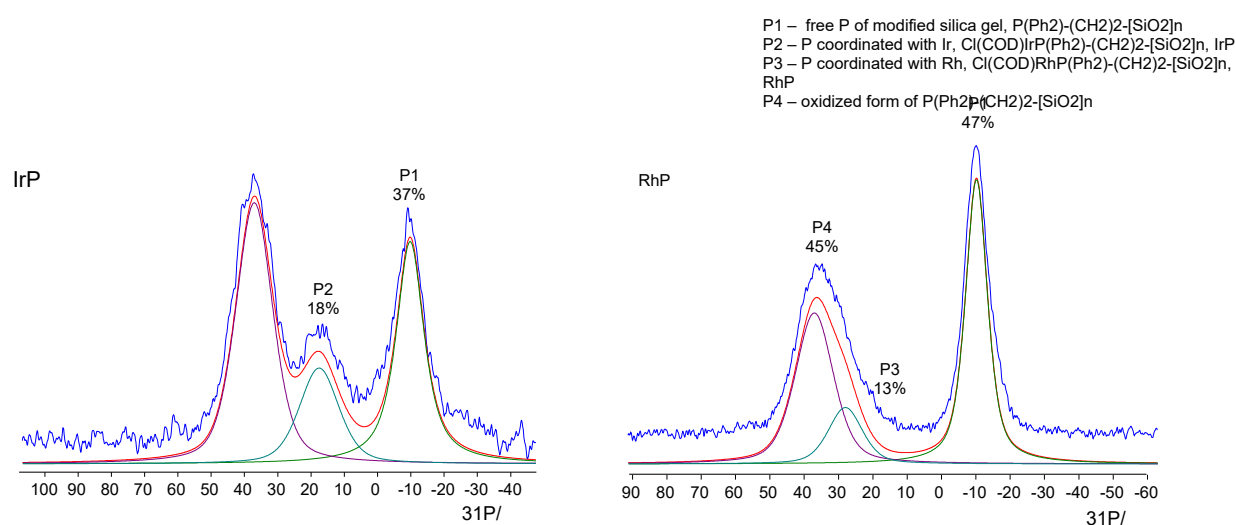 P1 – free P of modified silica gel, P(Ph2)-(CH2)2-[SiO2]n
P2 – P coordinated with Ir, Cl(COD)IrP(Ph2)-(CH2)2-[SiO2]n, IrP
P3 – P coordinated with Rh, Cl(COD)RhP(Ph2)-(CH2)2-[SiO2]n,
RhP
P4 – oxidized form of P(Ph2)-(CH2)2-[SiO2]n
P1
47%
IrP
P1
37%
RhP
P4
45%
P2
18%
P3
13%
100 90 80 70 60 50 40 30 20 10 0 -10 -20 -30 -40
31P/
90 80 70 60 50 40 30 20 10 0 -10 -20 -30 -40 -50 -60
31P/